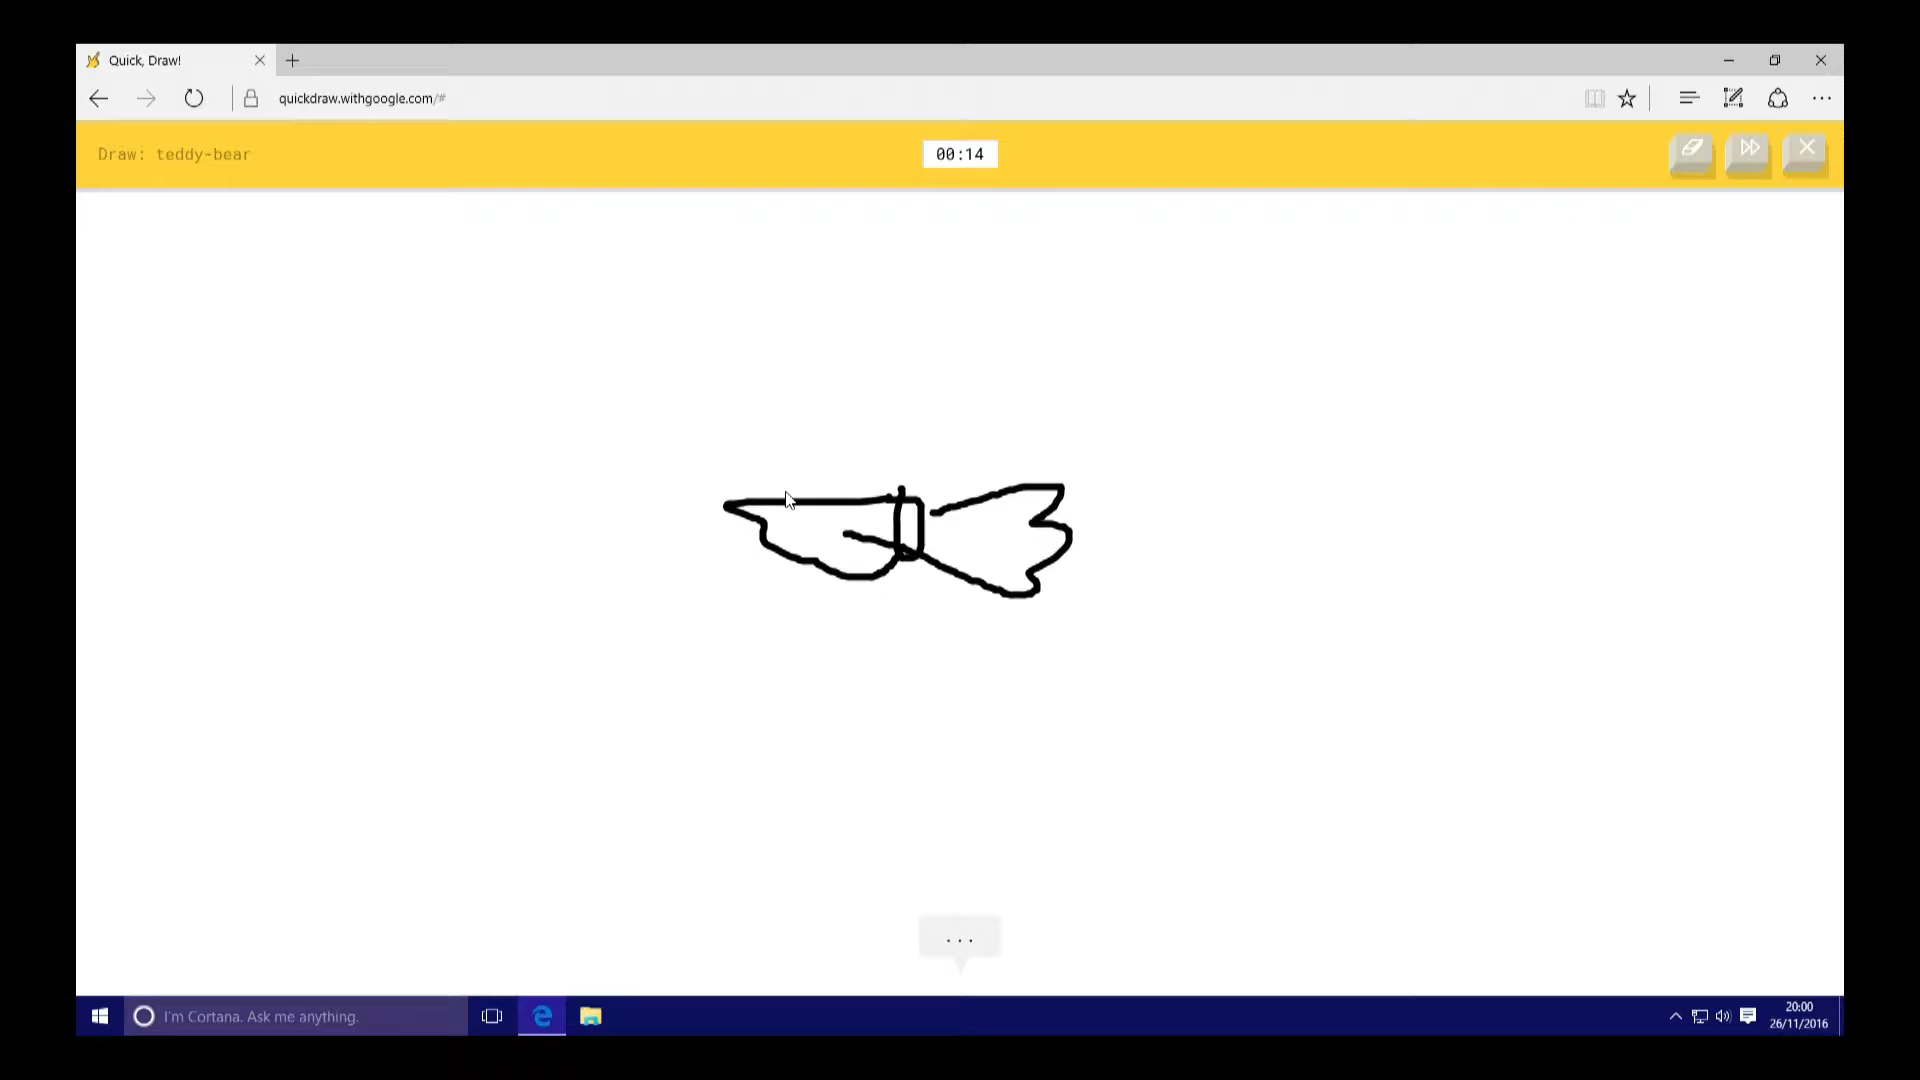 Quick, Draw!
quickdraw.withgoogle.com/#
Draw: teddy-bear
00:14
...
I'm Cortana. Ask me anything.
20:00
26/11/2016